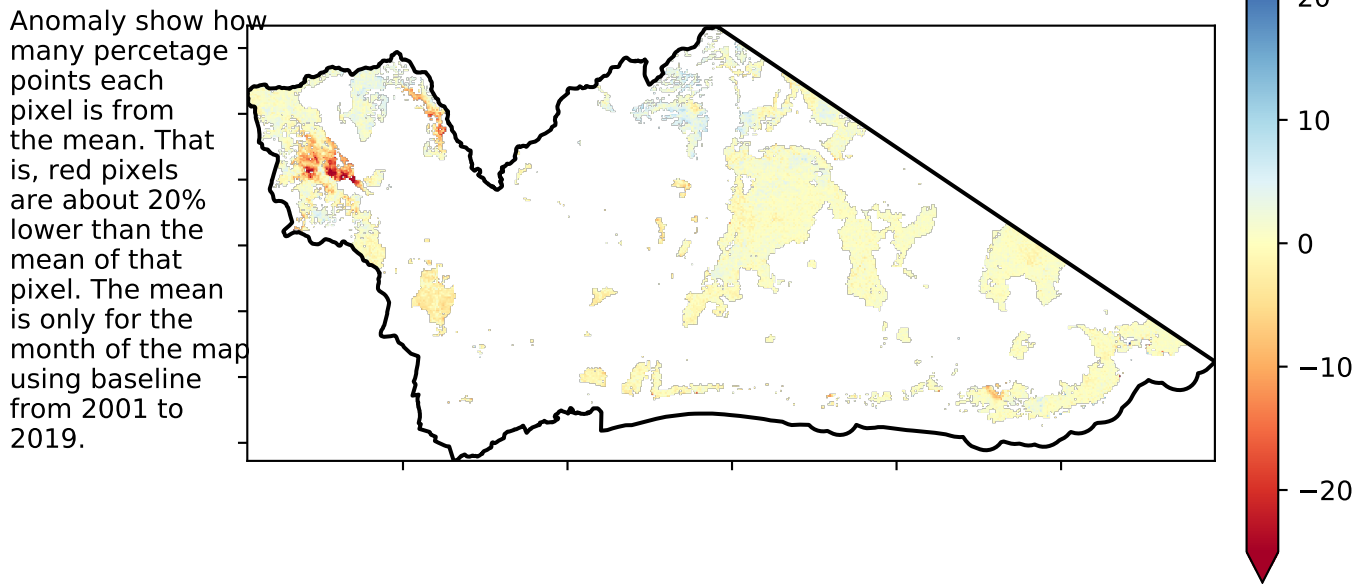 Anomaly show how
many percetage
points each
pixel is from
the mean. That
is, red pixels
are about 20%
lower than the
mean of that
pixel. The mean
is only for the
month of the map
using baseline
from 2001 to
2019.
20
10
0
−10
−20